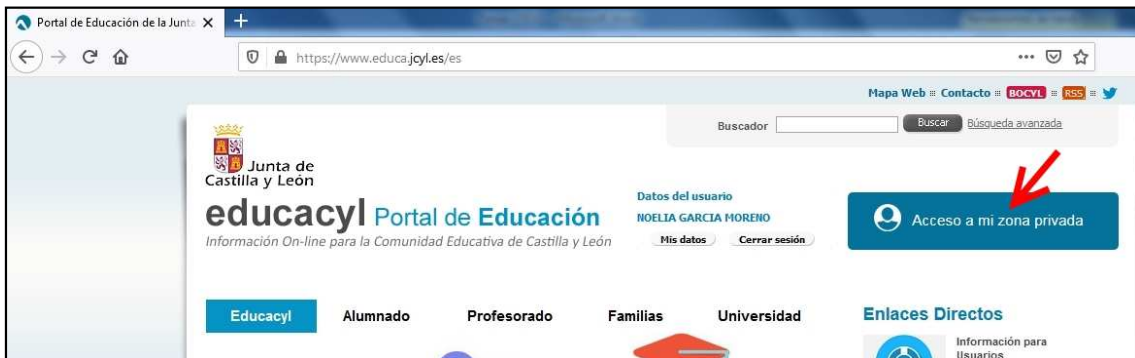 Portal de Educación de la Junta
https://www.educa.jcyl.es/es
Mapa Web Contacto BOCYL RSS
Buscador Buscar Búsqueda avanzada
Junta de
Castilla y León
educacyl Portal de Educación
Información On-line para la Comunidad Educativa de Castilla y León
Datos del usuario
NOELIA GARCIA MORENO
Mis datos Cerrar sesión
Acceso a mi zona privada
Educacyl Alumnado Profesorado Familias Universidad
Enlaces Directos
Información para
Usuarios